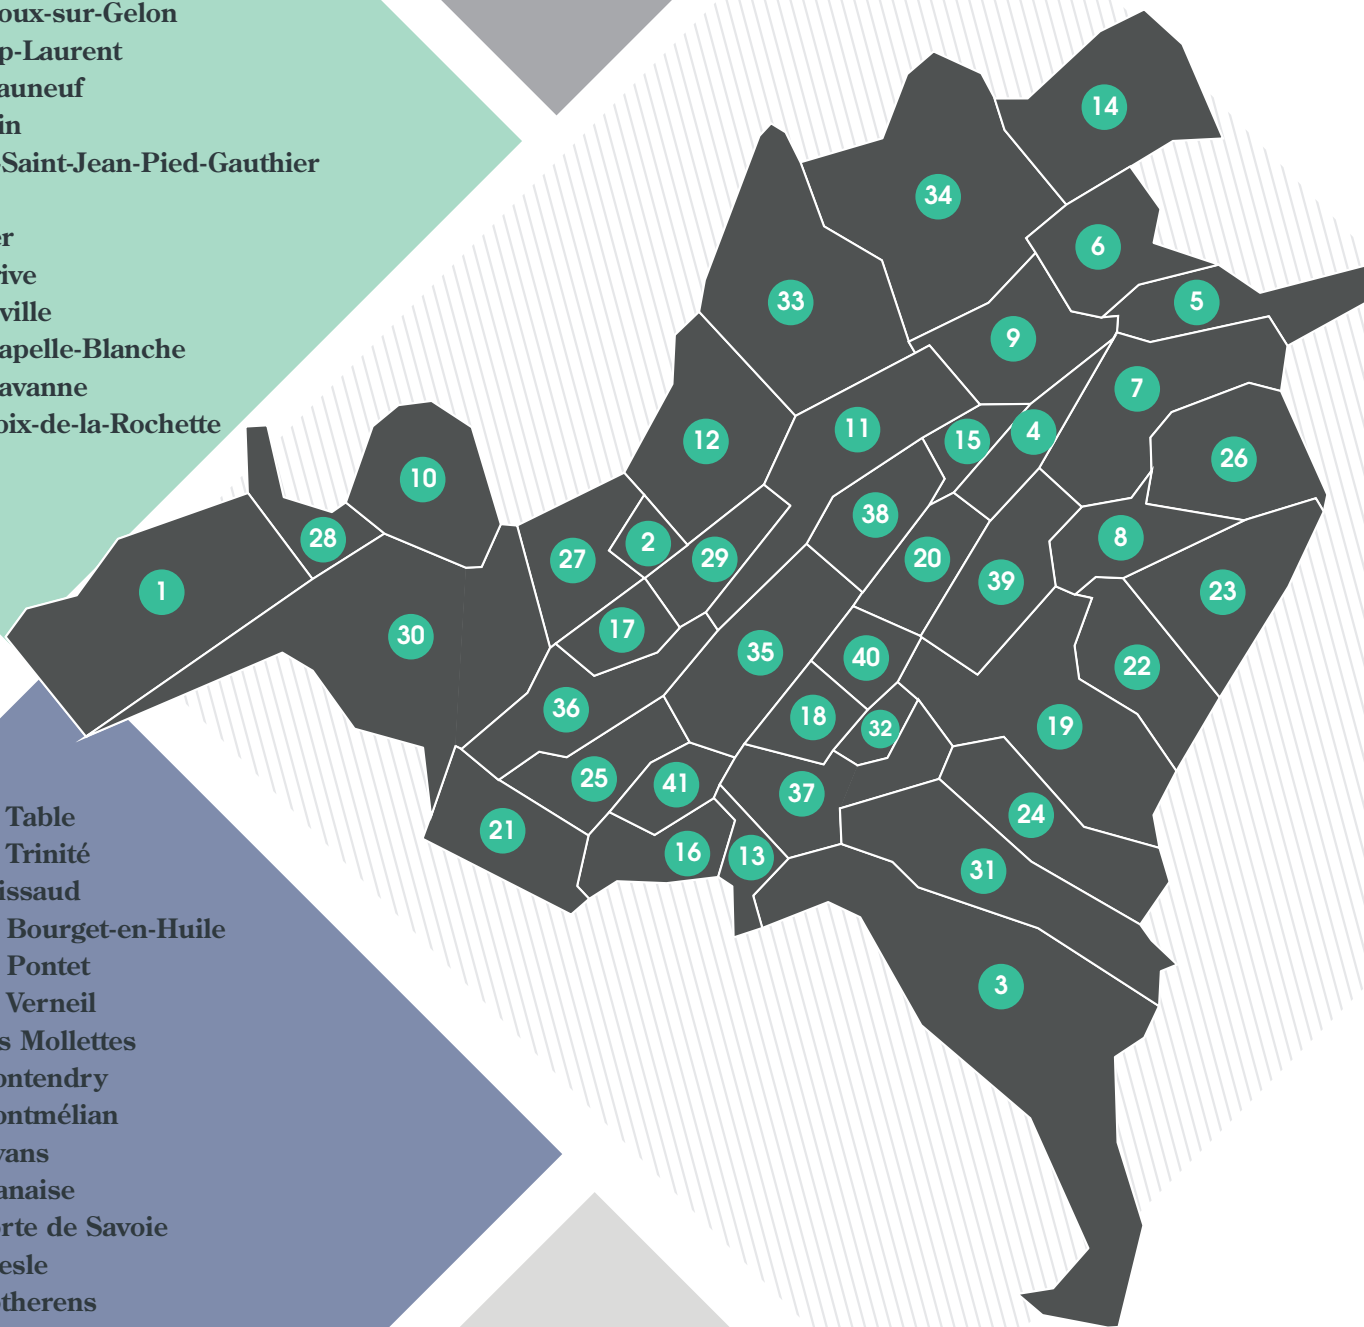 oux-sur-Gelon
p-Laurent
auneuf
in
-Saint-Jean-Pied-Gauthier
er
rive
ville
apelle-Blanche
avanne
oix-de-la-Rochette
Table
Trinité
issaud
Bourget-en-Huile
Pontet
Verneil
s Mollettes
ontendry
ontmélian
vans
anaise
rte de Savoie
esle
therens
14
34
6
33
5
9
7
11
4
15
12
26
10
38
28
2
8
27
29
20
39
1
23
17
30
35
40
22
36
18
32
19
25
41
37
24
21
16
13
31
3